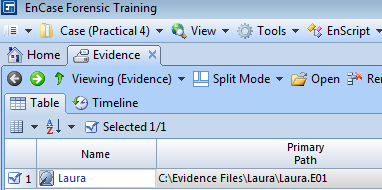 EnCase Forensic Training
Case (Practical 4) View Tools EnScript
Home Evidence
Viewing (Evidence) Split Mode Open
Table Timeline
Selected 1/1
Name Primary Path
1 Laura C:\Evidence Files\Laura\Laura.E01